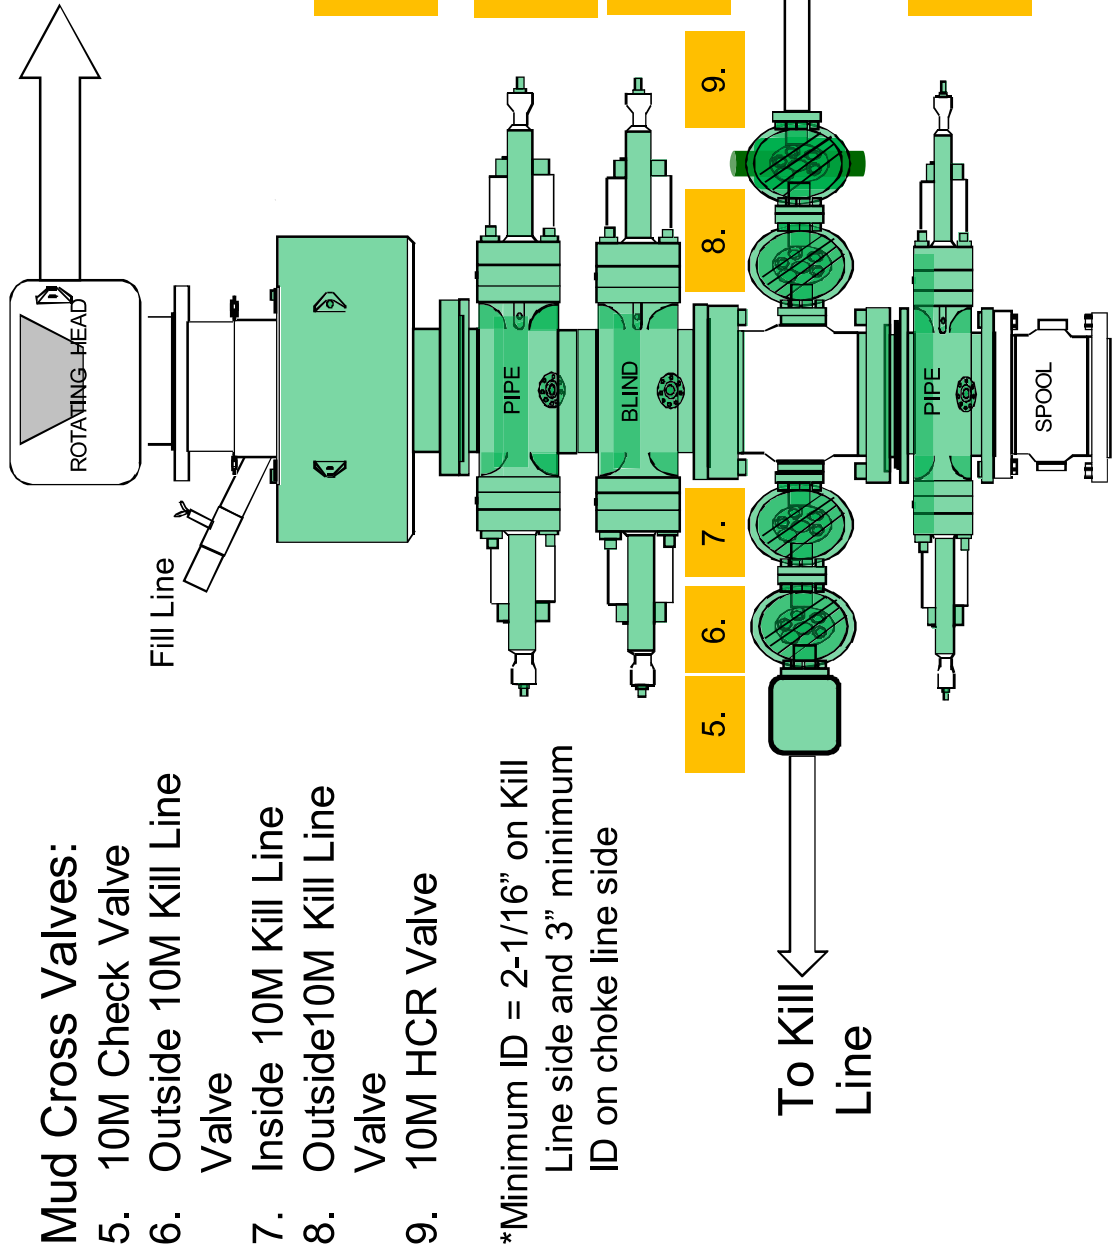 Mud Cross Valves:
5. 10M Check Valve
6. Outside 10M Kill Line
Valve
7. Inside 10M Kill Line
8. Outside10M Kill Line
Valve
9. 10M HCR Valve
*Minimum ID = 2-1/16” on Kill
Line side and 3” minimum
ID on choke line side
To Kill
Line
Fill Line
ROTATING HEAD
PIPE
BLIND
5.
6.
7.
8.
9.
PIPE
SPOOL